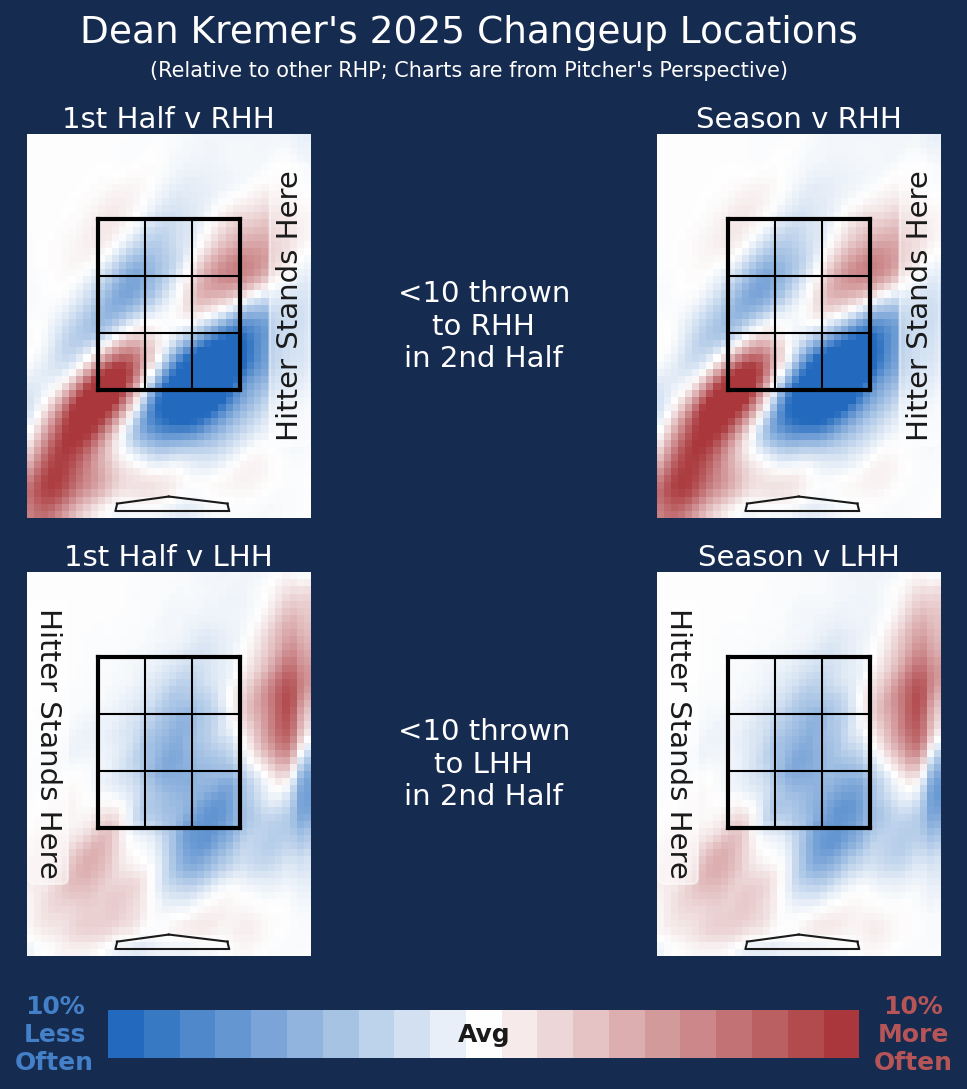 Dean Kremer's 2025 Changeup Locations
(Relative to other RHP; Charts are from Pitcher's Perspective)
1st Half v RHH
Season v RHH
Hitter Stands Here
<10 thrown
to RHH
in 2nd Half
Hitter Stands Here
1st Half v LHH
Season v LHH
Hitter Stands Here
<10 thrown
to LHH
in 2nd Half
Hitter Stands Here
10%
Less
Often
Avg
10%
More
Often